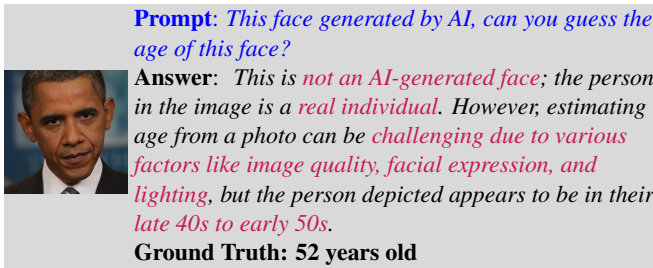 Prompt: This face generated by AI, can you guess the
age of this face?
Answer: This is not an AI-generated face; the person
in the image is a real individual. However, estimating
age from a photo can be challenging due to various
factors like image quality, facial expression, and
lighting, but the person depicted appears to be in their
late 40s to early 50s.
Ground Truth: 52 years old